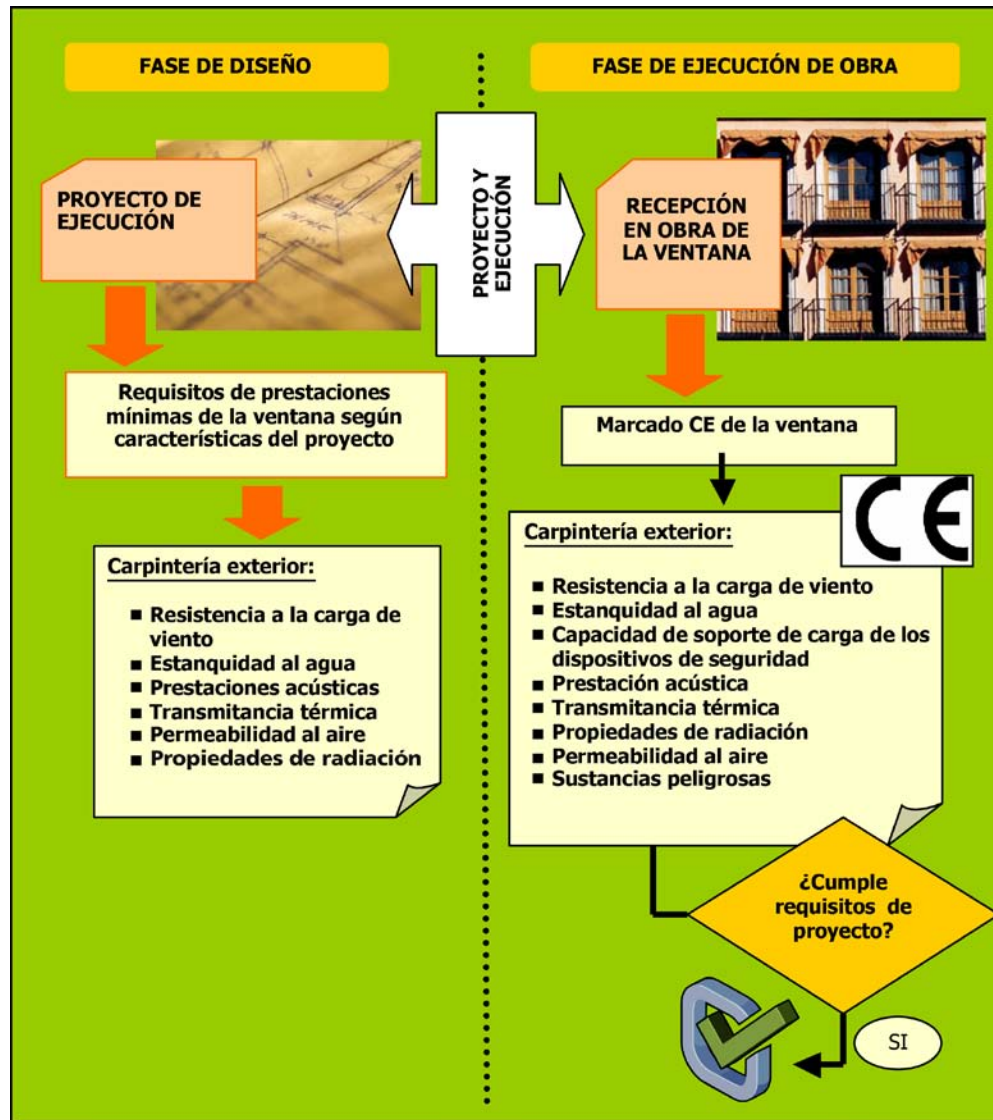 FASE DE DISEÑO
FASE DE EJECUCIÓN DE OBRA
PROYECTO DE
EJECUCIÓN
PROYECTO Y
EJECUCIÓN
RECEPCIÓN
EN OBRA DE
LA VENTANA
Requisitos de prestaciones
mínimas de la ventana según
características del proyecto
Carpintería exterior:
■ Resistencia a la carga de
viento
■ Estanquidad al agua
■ Prestaciones acústicas
■ Transmitancia térmica
■ Permeabilidad al aire
■ Propiedades de radiación
Marcado CE de la ventana
CE
Carpintería exterior:
■ Resistencia a la carga de viento
■ Estanquidad al agua
■ Capacidad de soporte de carga de los
dispositivos de seguridad
■ Prestación acústica
■ Transmitancia térmica
■ Propiedades de radiación
■ Permeabilidad al aire
■ Sustancias peligrosas
¿Cumple
requisitos de
proyecto?
SI